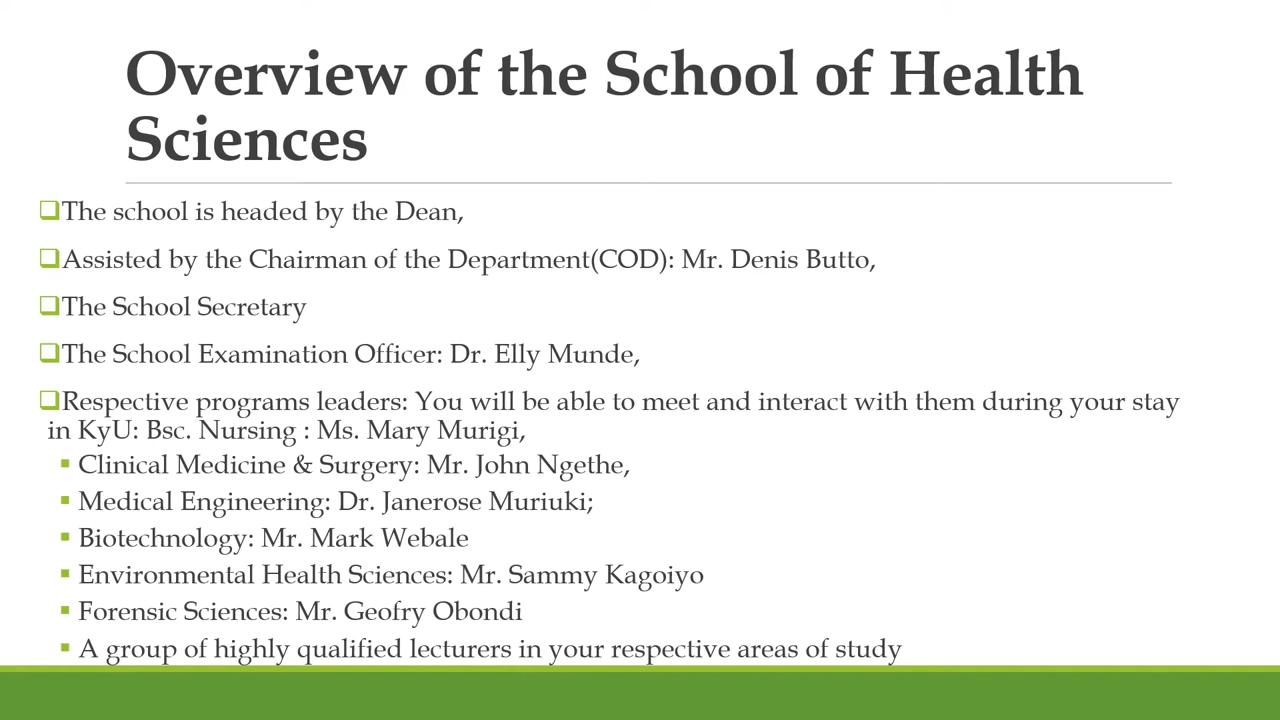 Overview of the School of Health
Sciences
The school is headed by the Dean,
Assisted by the Chairman of the Department(COD): Mr. Denis Butto,
The School Secretary
The School Examination Officer: Dr. Elly Munde,
Respective programs leaders: You will be able to meet and interact with them during your stay
in KyU: Bsc. Nursing : Ms. Mary Murigi,
Clinical Medicine & Surgery: Mr. John Ngethe,
Medical Engineering: Dr. Janerose Muriuki;
Biotechnology: Mr. Mark Webale
Environmental Health Sciences: Mr. Sammy Kagoiyo
Forensic Sciences: Mr. Geofry Obondi
A group of highly qualified lecturers in your respective areas of study